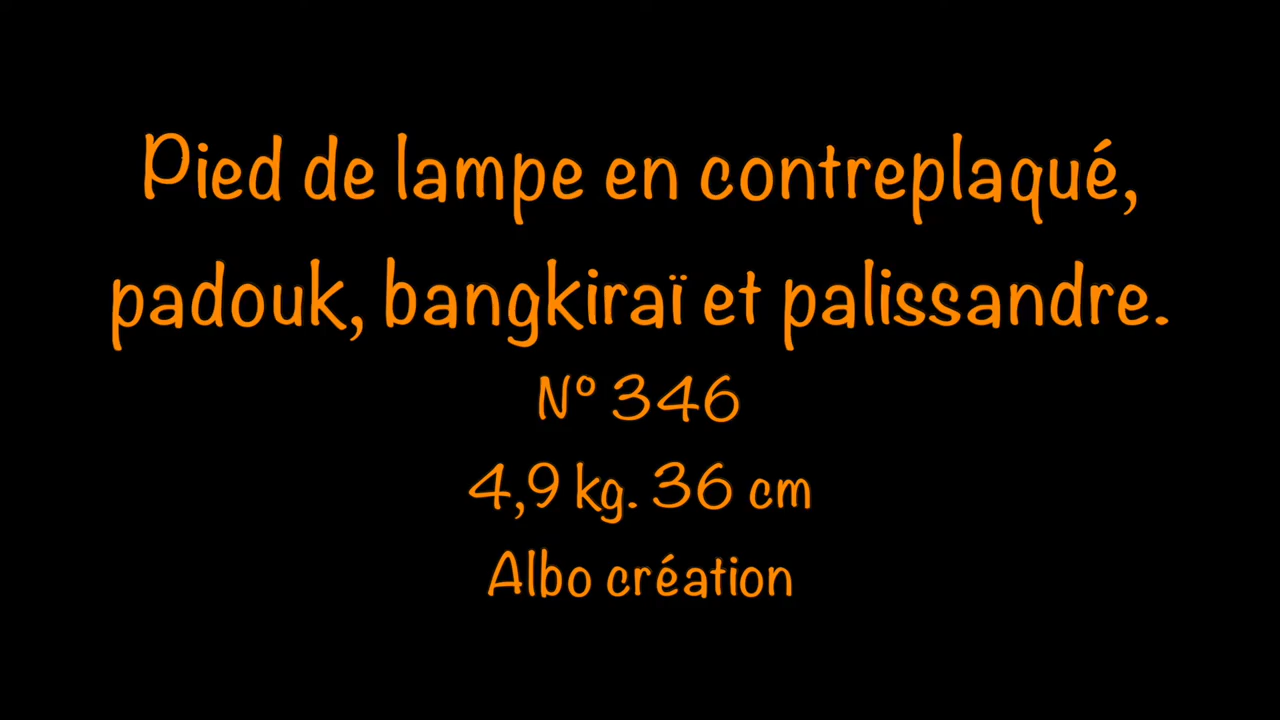 Pied de lampe en contreplaqué,
padouk, bangkiraï et palissandre.
N° 346
4,9 kg. 36 cm
Albo création